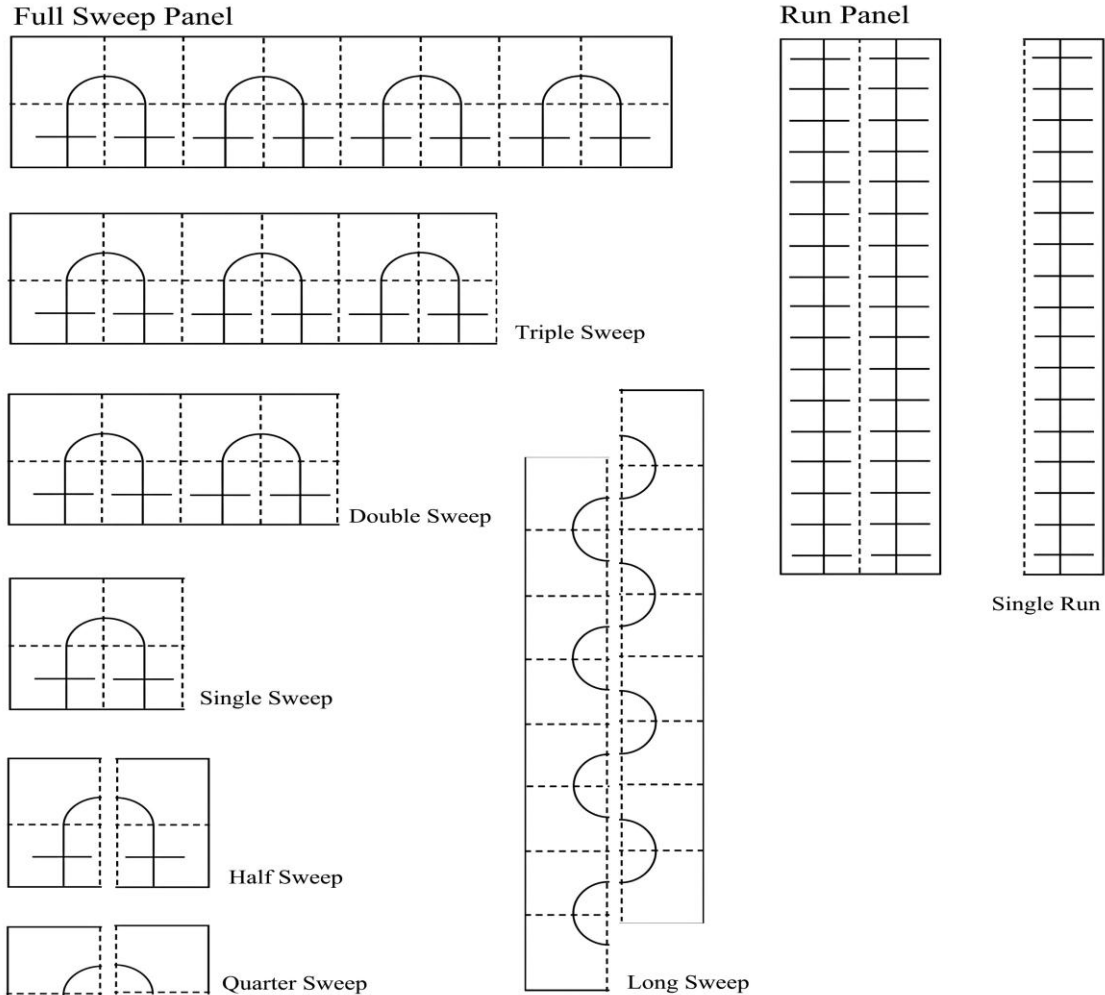 Full Sweep Panel
Run Panel
Triple Sweep
Double Sweep
Single Run
Single Sweep
Half Sweep
Quarter Sweep
Long Sweep